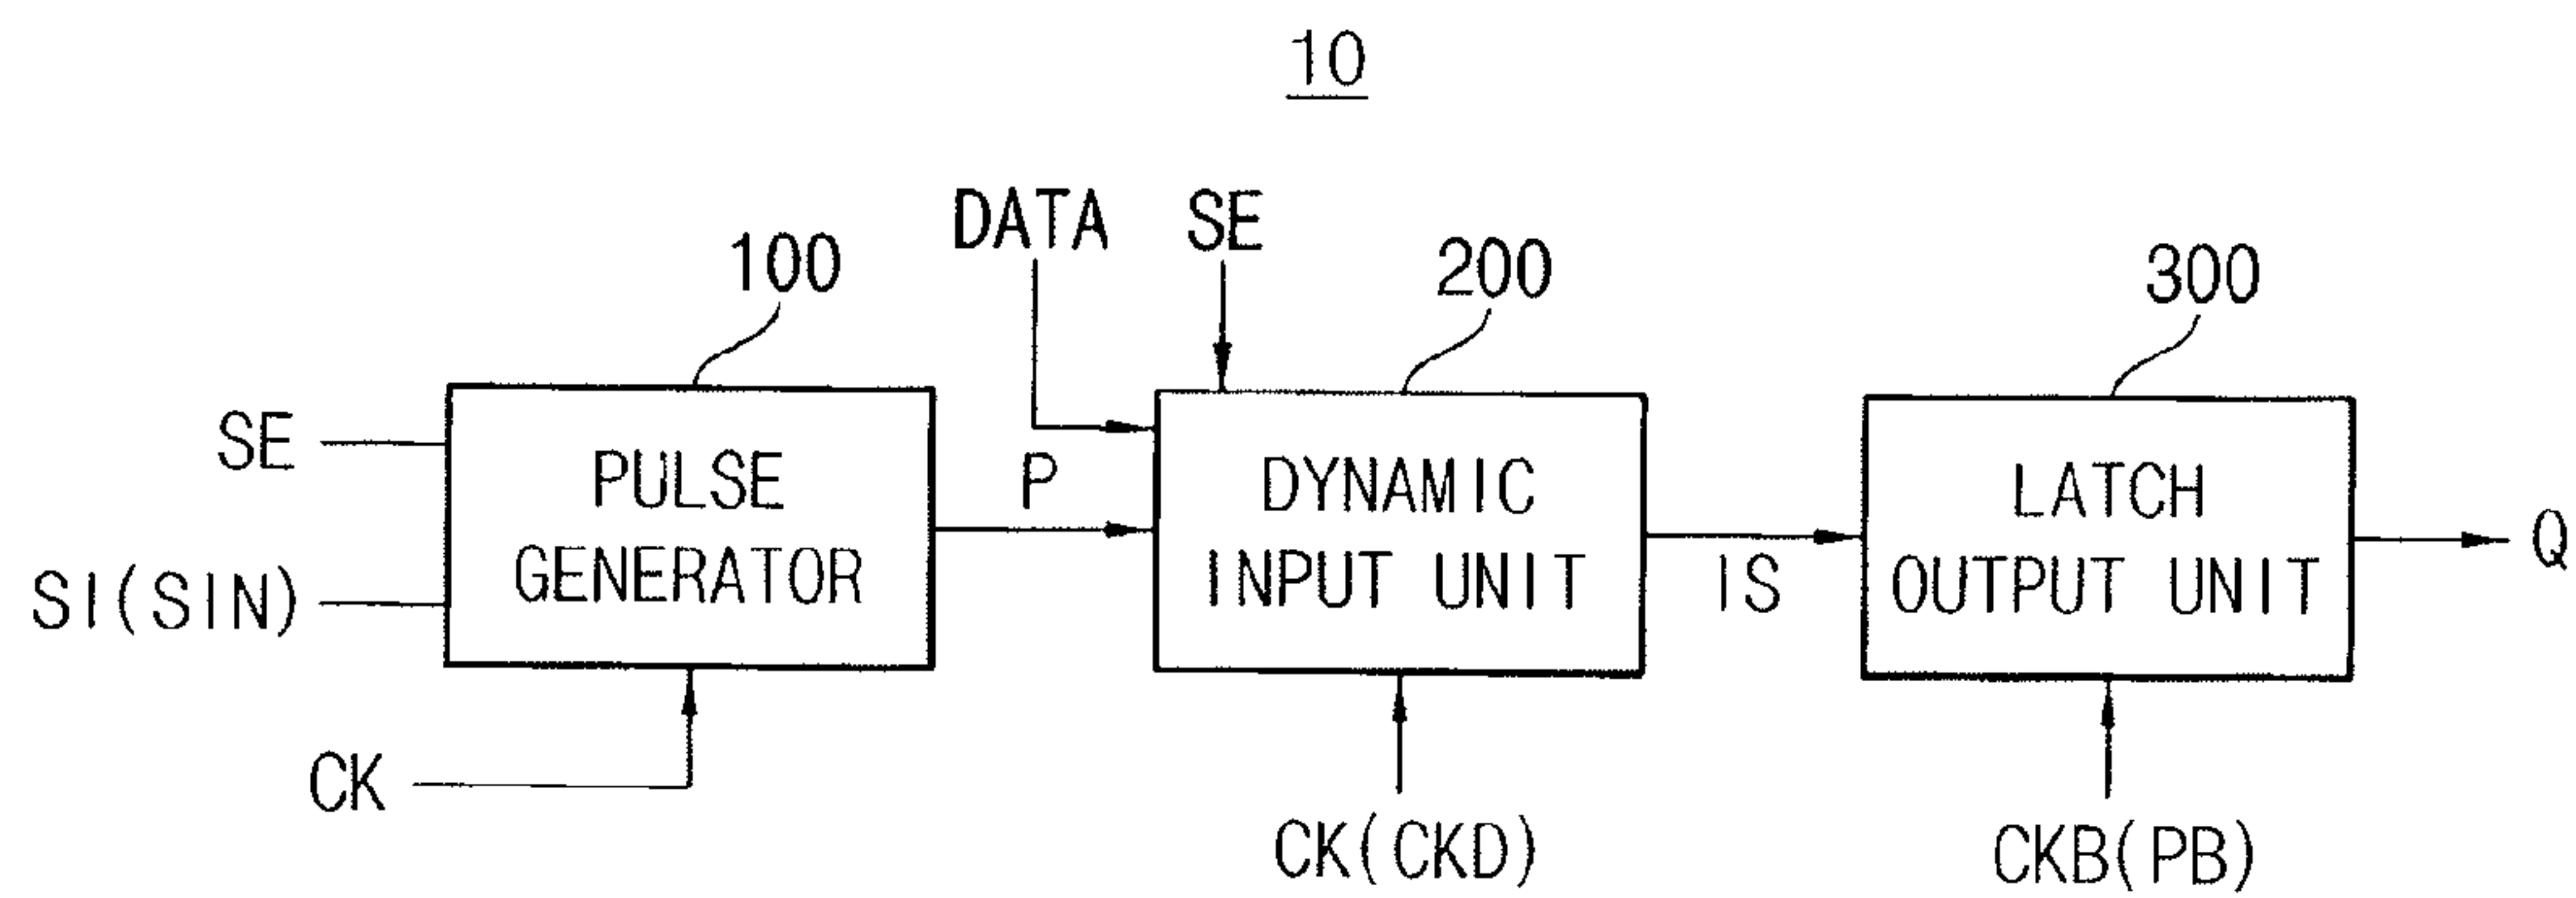 10
DATA
SE
100
200
300
SE
PULSE
GENERATOR
P
DYNAMIC
INPUT UNIT
LATCH
OUTPUT UNIT
SI(SIN)
IS
Q
CK
CK(CKD)
CKB(PB)